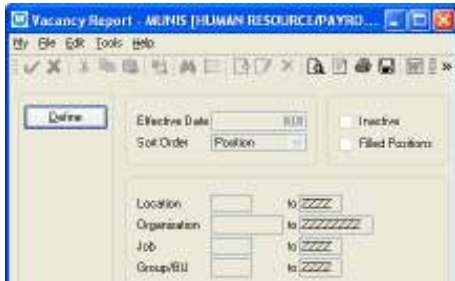 Vacancy Report - MUNIS [HUMAN RESOURCE/PAYRO...
My File Edit Tools Help
Define
Effective Date
Inactive
Sort Order Position
Filled Positions
Location to ZZZZ
Organization to ZZZZZZZZ
Job to ZZZZ
Group/BU to ZZZZ